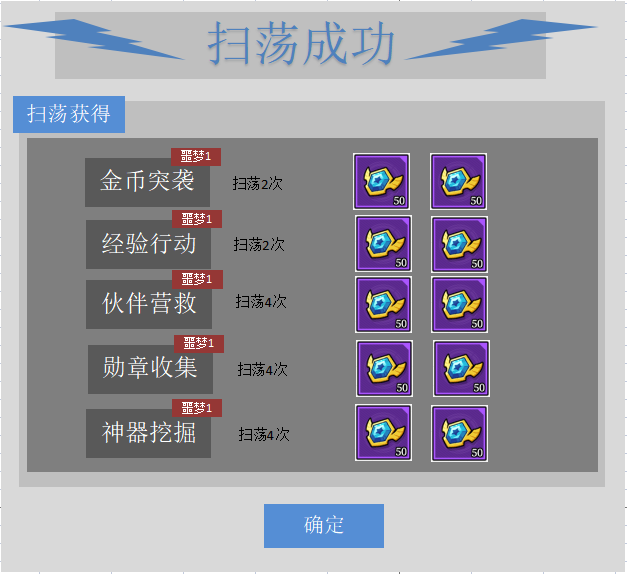 扫荡成功
扫荡获得
噩梦1
金币突袭 扫荡2次 50 50
噩梦1
经验行动 扫荡2次 50 50
噩梦1
伙伴营救 扫荡4次 50 50
噩梦1
勋章收集 扫荡4次 50 50
噩梦1
神器挖掘 扫荡4次 50 50
确定